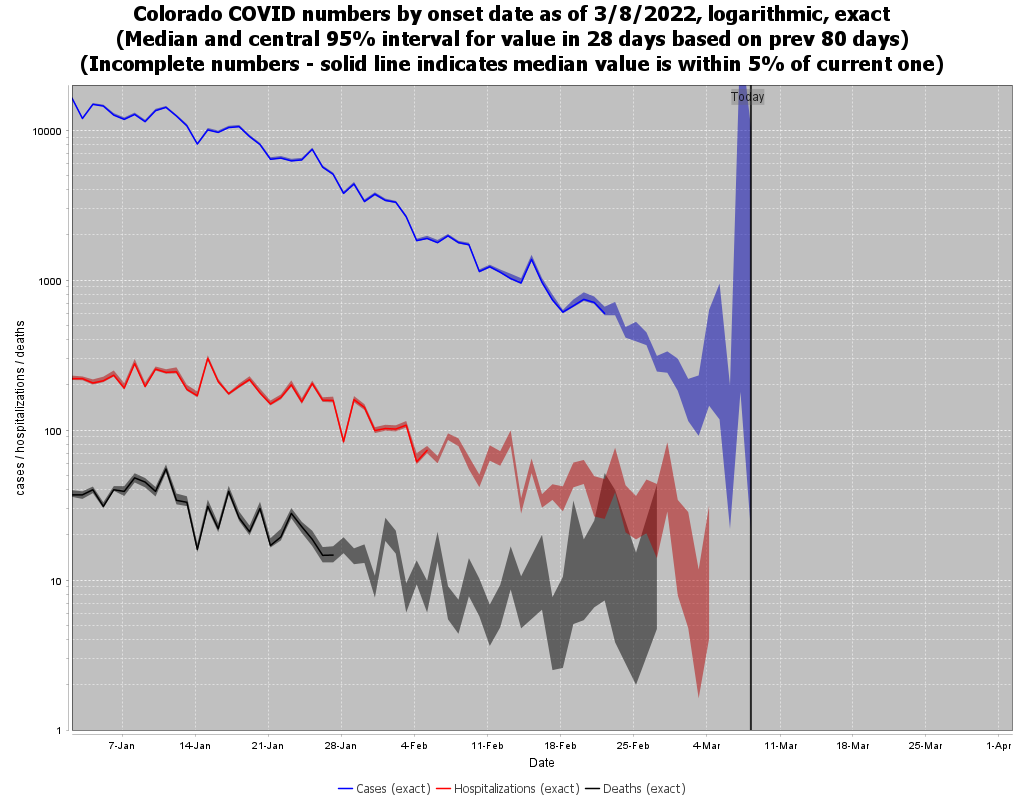 Colorado COVID numbers by onset date as of 3/8/2022, logarithmic, exact
(Median and central 95% interval for value in 28 days based on prev 80 days)
(Incomplete numbers - solid line indicates median value is within 5% of current one)
Today
10000
1000
100
10
1
cases / hospitalizations / deaths
7-Jan 14-Jan 21-Jan 28-Jan 4-Feb 11-Feb 18-Feb 25-Feb 4-Mar 11-Mar 18-Mar 25-Mar 1-Apr
Date
Cases (exact) Hospitalizations (exact) Deaths (exact)